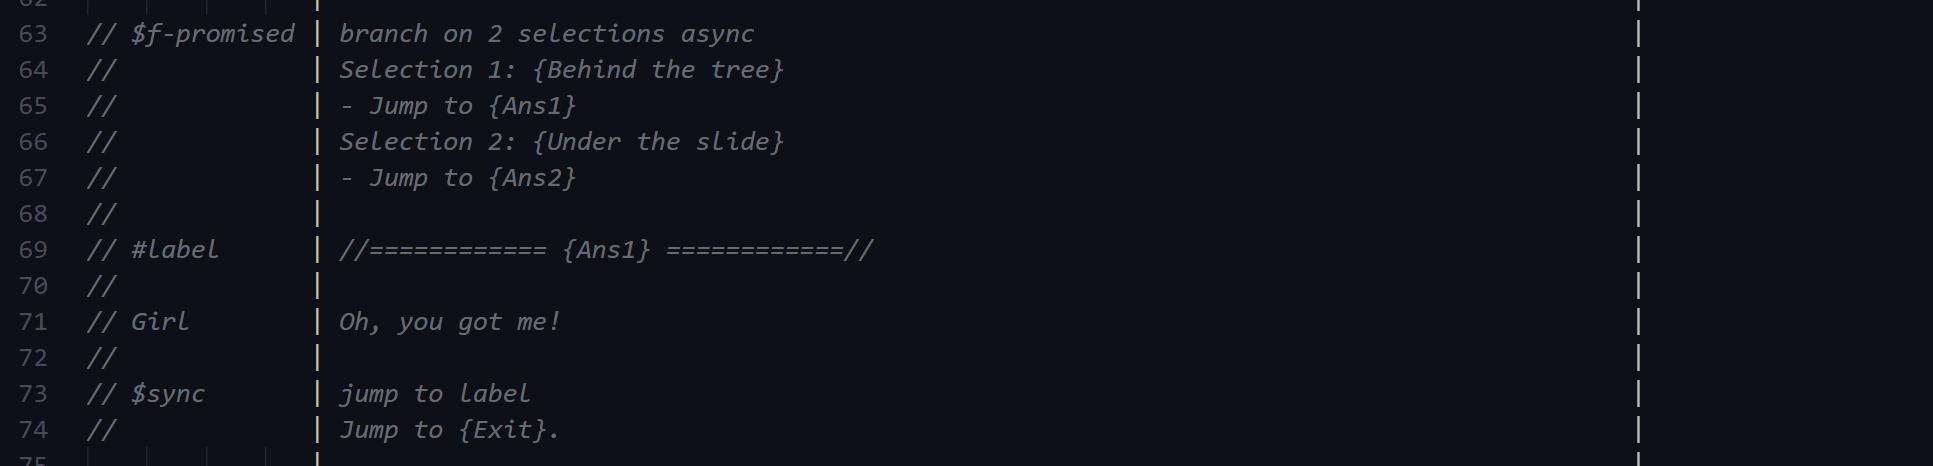 62
63 // $f-promised | branch on 2 selections async |
64 // | Selection 1: {Behind the tree} |
65 // | - Jump to {Ans1} |
66 // | Selection 2: {Under the slide} |
67 // | - Jump to {Ans2} |
68 // | |
69 // #label | //============ {Ans1} ============// |
70 // | |
71 // Girl | Oh, you got me! |
72 // | |
73 // $sync | jump to label |
74 // | Jump to {Exit}. |
75